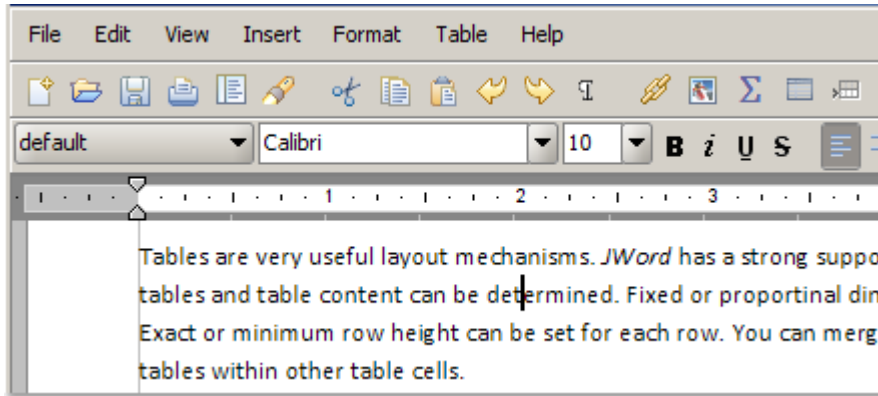 File Edit View Insert Format Table Help
default Calibri 10 B i U S
1 2 3
Tables are very useful layout mechanisms. JWord has a strong suppo
tables and table content can be determined. Fixed or proportinal din
Exact or minimum row height can be set for each row. You can merg
tables within other table cells.